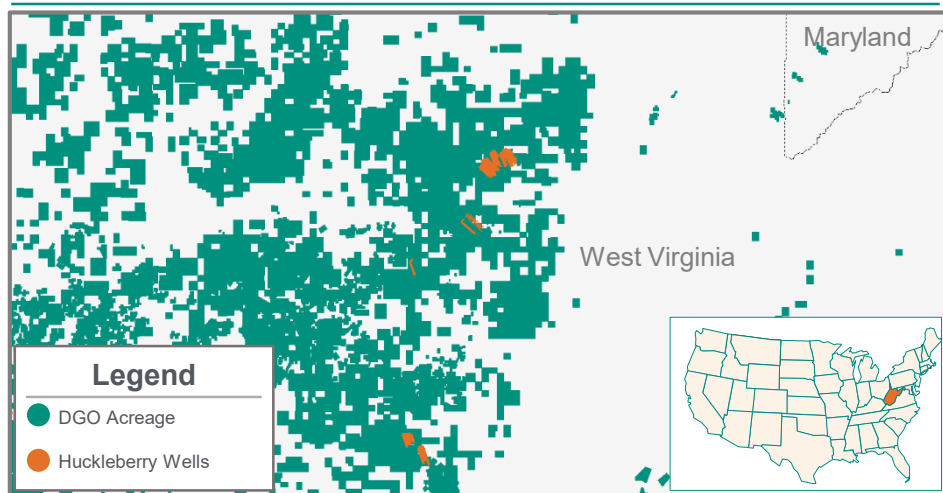 Maryland
West Virginia
Legend
DGO Acreage
Huckleberry Wells